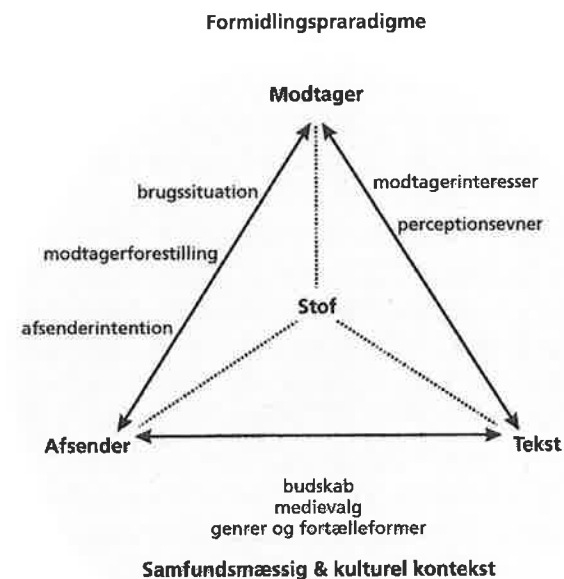 Formidlingspraradigme
Modtager
brugssituation
modtagerinteresser
perceptionsevner
modtagerforestilling
Stof
afsenderintention
Afsender
Tekst
budskab
medievalg
genrer og fortælleformer
Samfundsmæssig & kulturel kontekst